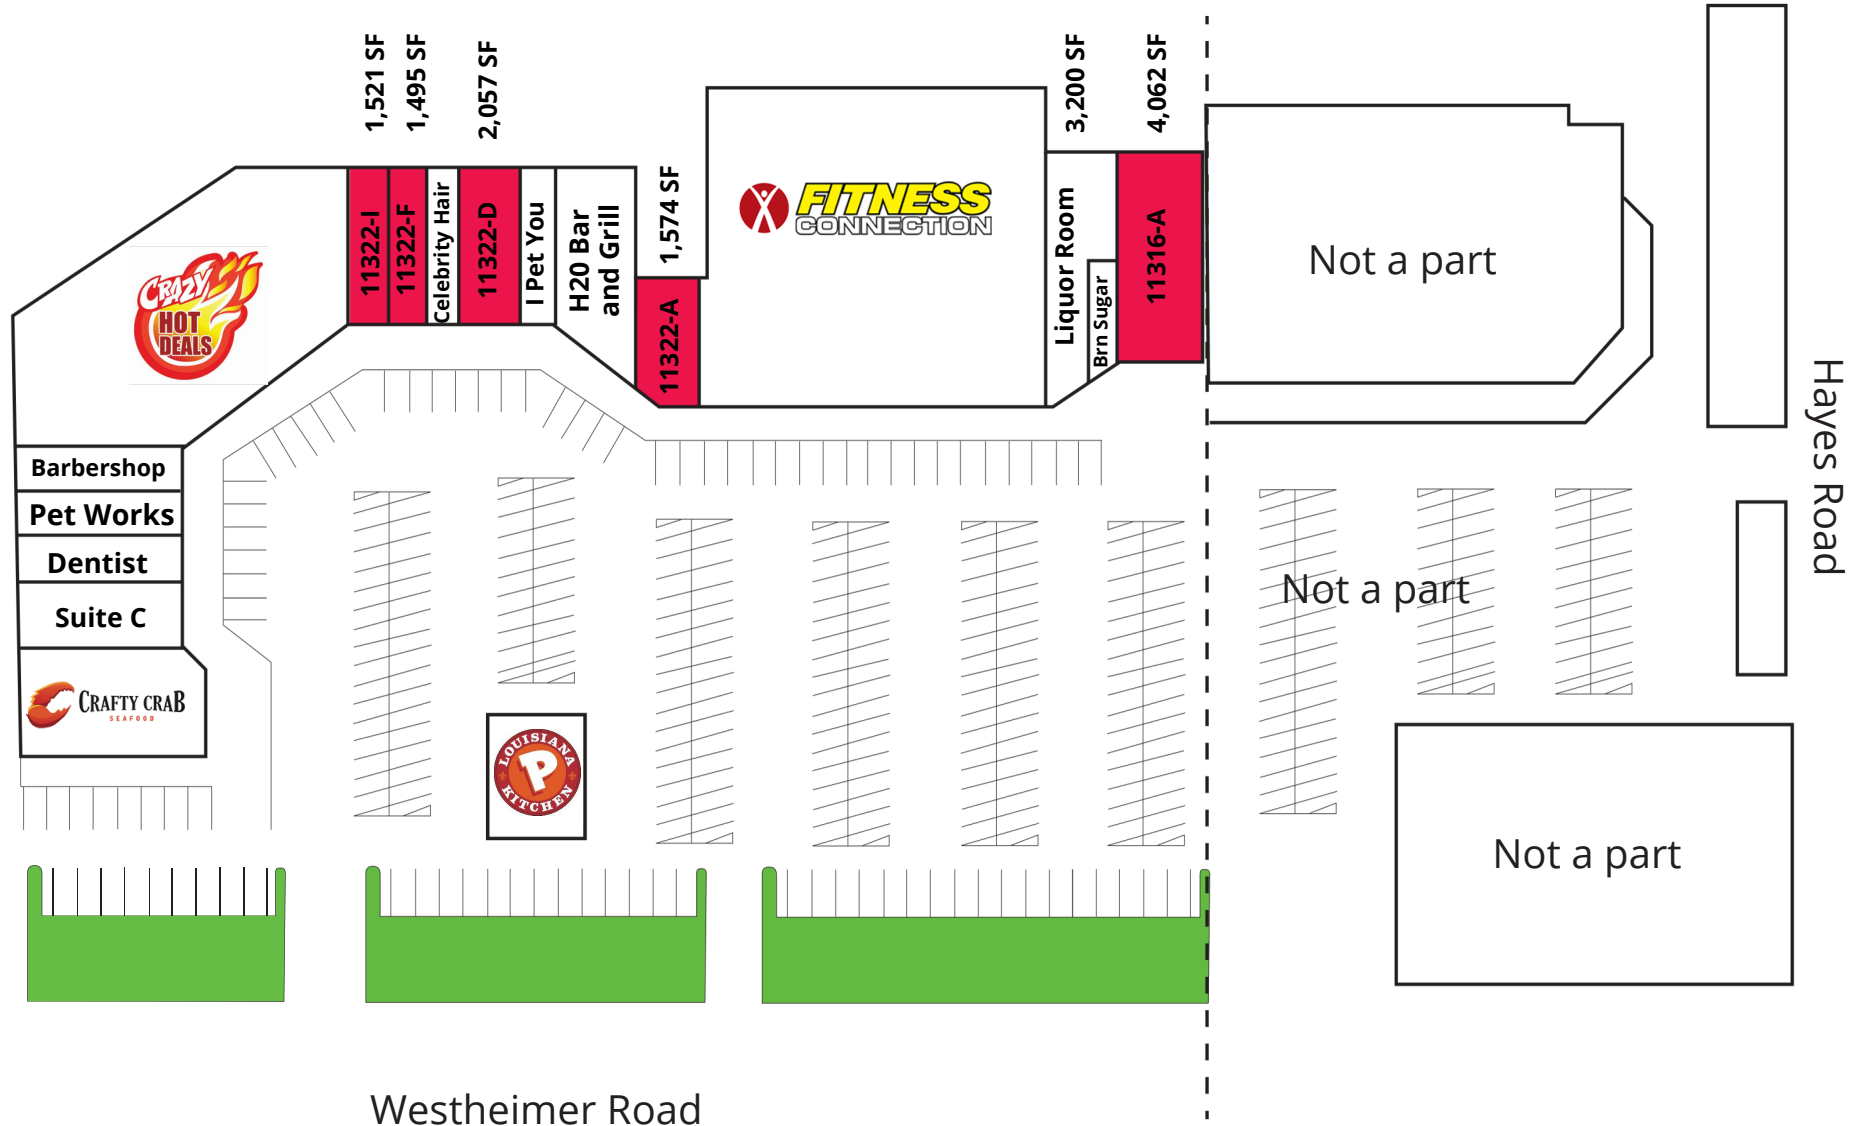 1,521 SF
1,495 SF
2,057 SF
1,574 SF
3,200 SF
4,062 SF
11322-I
11322-F
Celebrity Hair
11322-D
I Pet You
H20 Bar
and Grill
11322-A
FITNESS
CONNECTION
Liquor Room
Brn Sugar
11316-A
Not a part
CRAZY
HOT
DEALS
Barbershop
Pet Works
Dentist
Suite C
CRAFTY CRAB
SEAFOOD
LOUISIANA
P
KITCHEN
Not a part
Not a part
Hayes Road
Westheimer Road